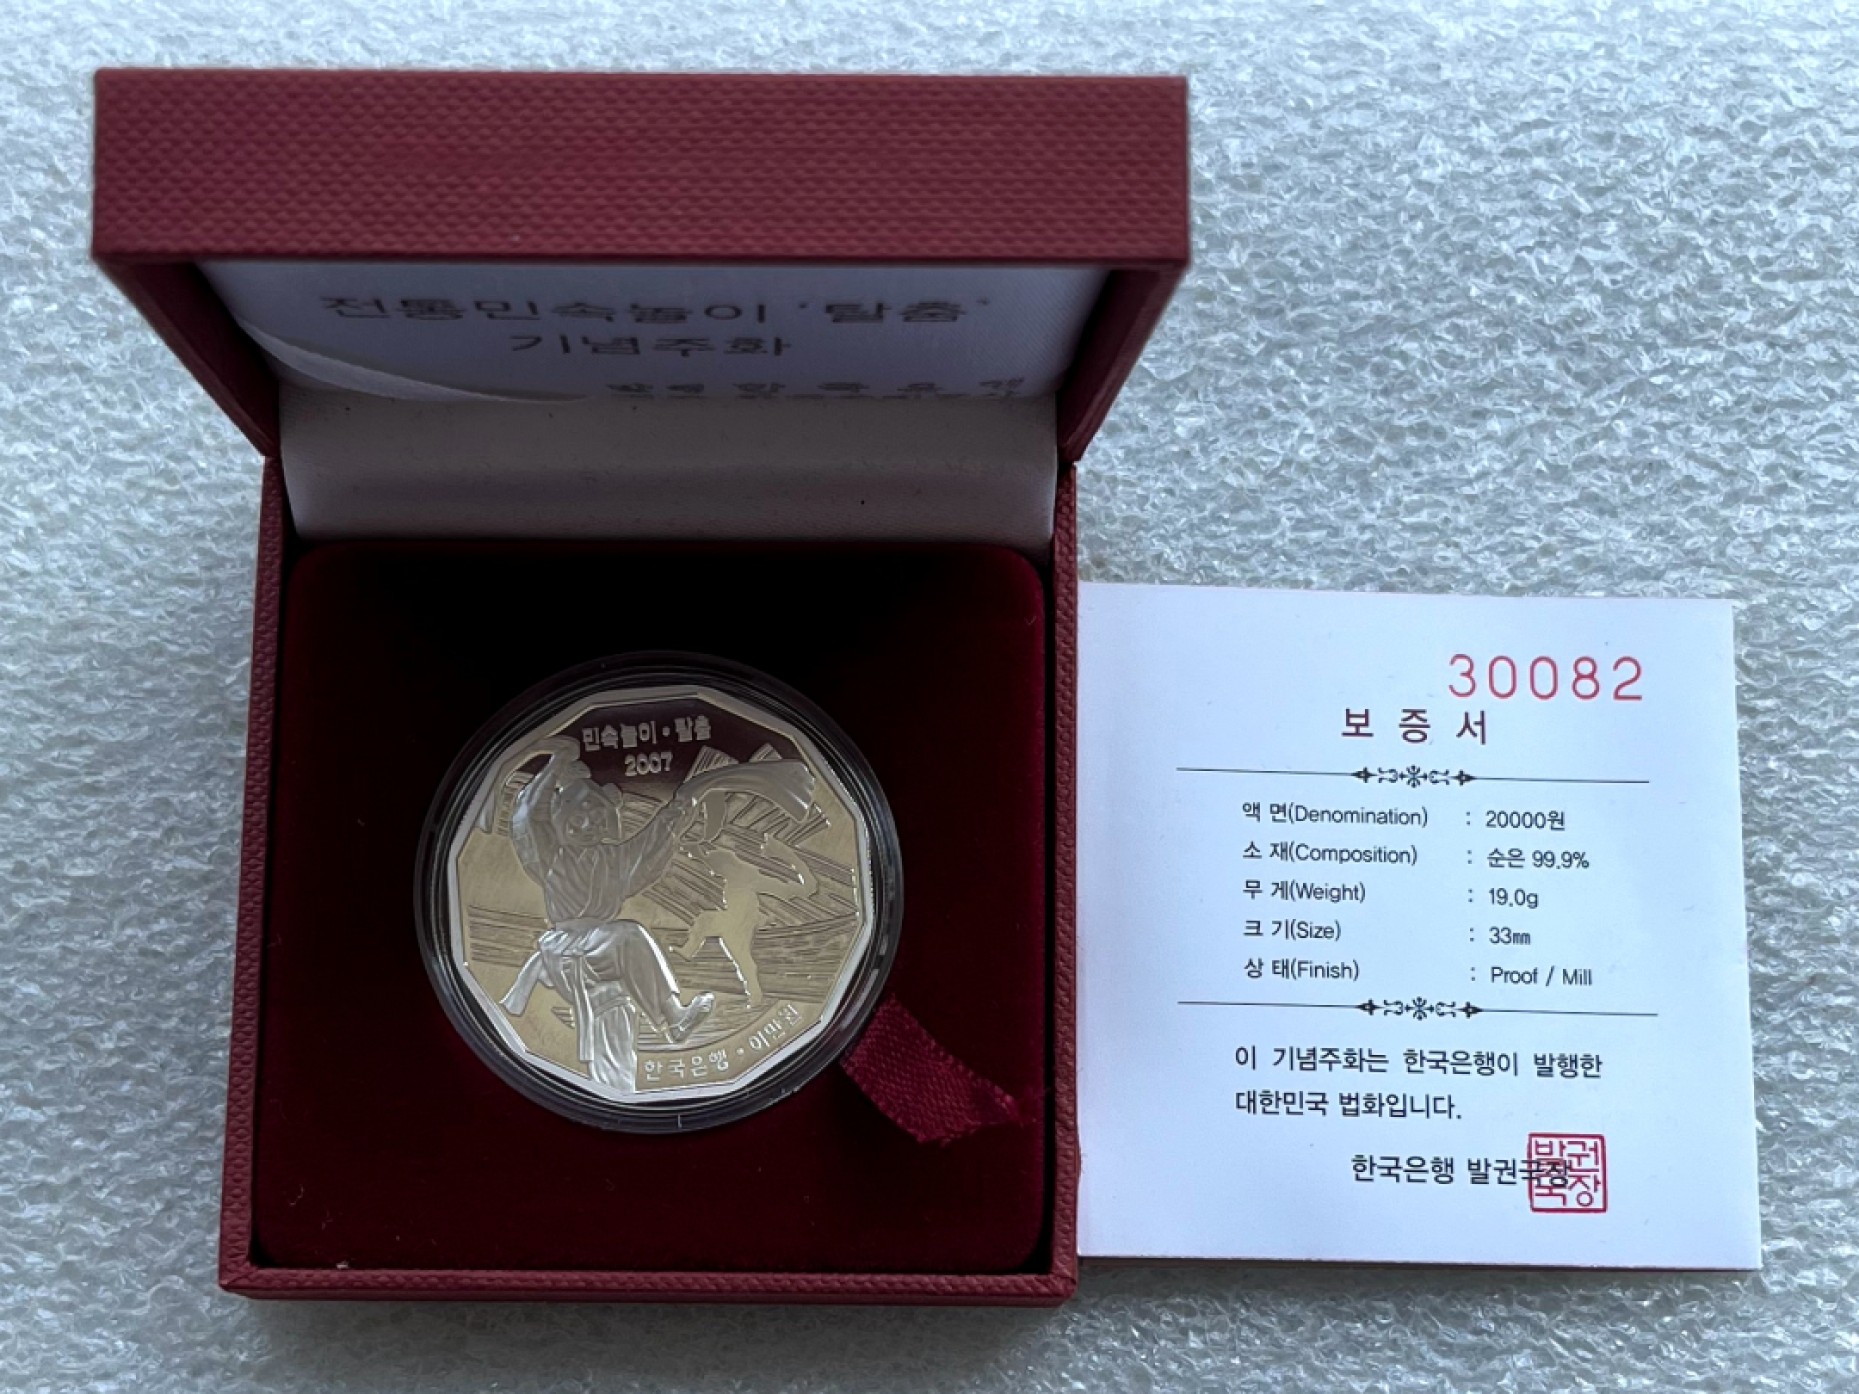 전통민속놀이 '탈춤'
기념주화
민속놀이·탈춤
2007
한국은행·이만원
30082
보증서
액 면(Denomination) : 20000원
소 재(Composition) : 순은 99.9%
무 게(Weight) : 19.0g
크 기(Size) : 33㎜
상 태(Finish) : Proof / Mill
이 기념주화는 한국은행이 발행한
대한민국 법화입니다.
한국은행 발권국장
발권
국장